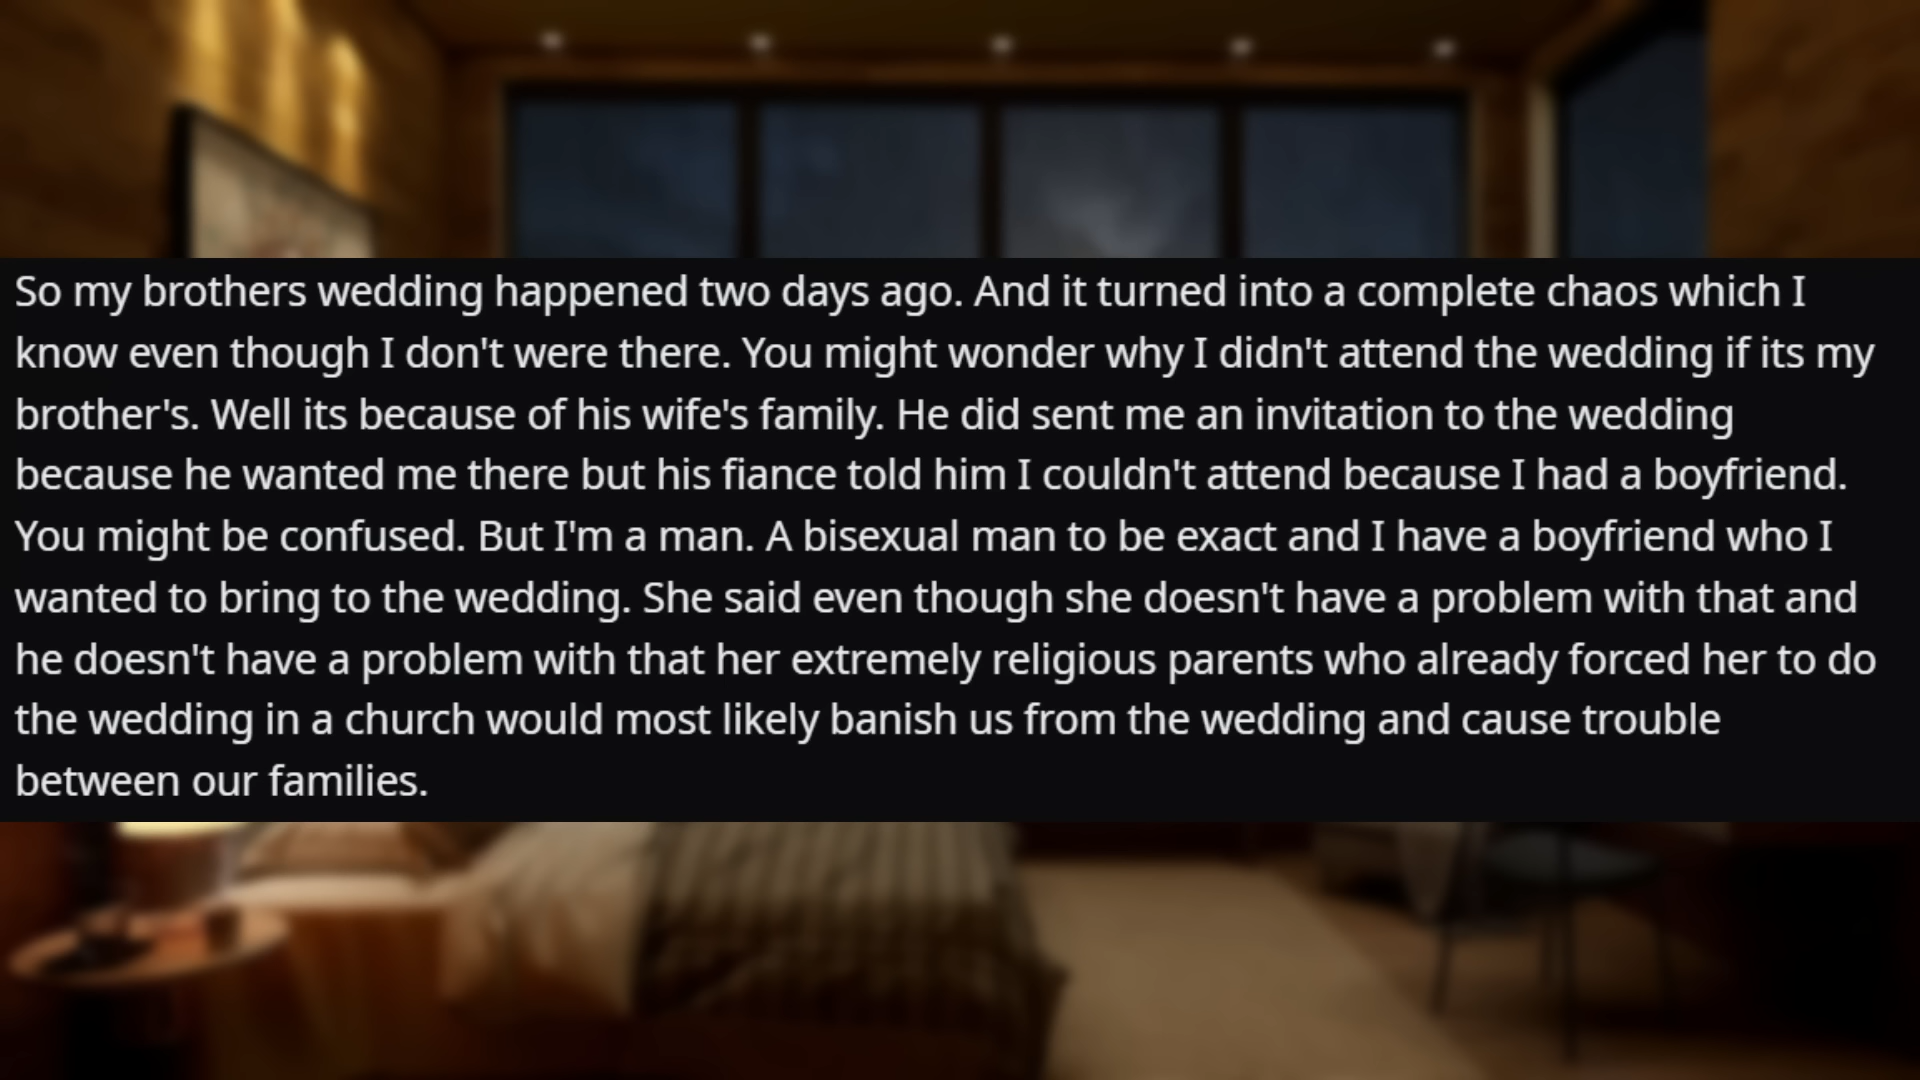 So my brothers wedding happened two days ago. And it turned into a complete chaos which I
know even though I don't were there. You might wonder why I didn't attend the wedding if its my
brother's. Well its because of his wife's family. He did sent me an invitation to the wedding
because he wanted me there but his fiance told him I couldn't attend because I had a boyfriend.
You might be confused. But I'm a man. A bisexual man to be exact and I have a boyfriend who I
wanted to bring to the wedding. She said even though she doesn't have a problem with that and
he doesn't have a problem with that her extremely religious parents who already forced her to do
the wedding in a church would most likely banish us from the wedding and cause trouble
between our families.